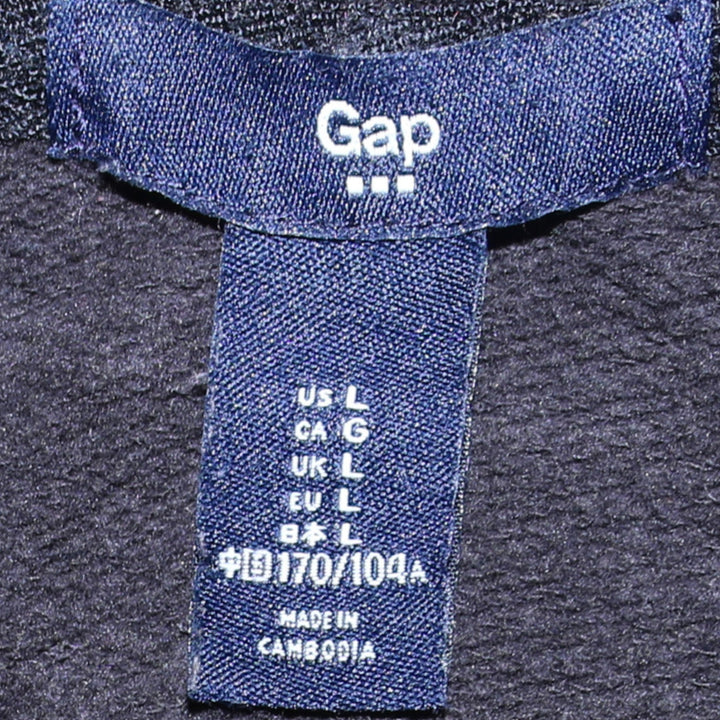 Gap
US L
CA G
UK L
EU L
日本 L
中国170/104A
MADE IN
CAMBODIA